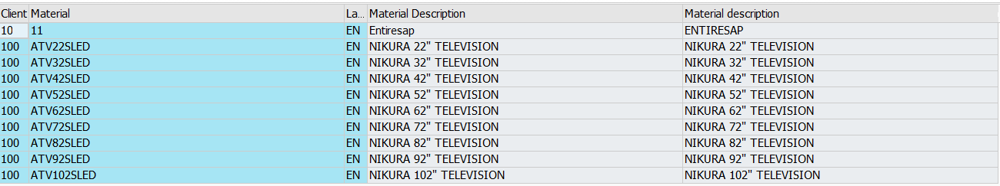 Client Material La... Material Description Material description
10 11 EN Entiresap ENTIRESAP
100 ATV22SLED EN NIKURA 22" TELEVISION NIKURA 22" TELEVISION
100 ATV32SLED EN NIKURA 32" TELEVISION NIKURA 32" TELEVISION
100 ATV42SLED EN NIKURA 42" TELEVISION NIKURA 42" TELEVISION
100 ATV52SLED EN NIKURA 52" TELEVISION NIKURA 52" TELEVISION
100 ATV62SLED EN NIKURA 62" TELEVISION NIKURA 62" TELEVISION
100 ATV72SLED EN NIKURA 72" TELEVISION NIKURA 72" TELEVISION
100 ATV82SLED EN NIKURA 82" TELEVISION NIKURA 82" TELEVISION
100 ATV92SLED EN NIKURA 92" TELEVISION NIKURA 92" TELEVISION
100 ATV102SLED EN NIKURA 102" TELEVISION NIKURA 102" TELEVISION